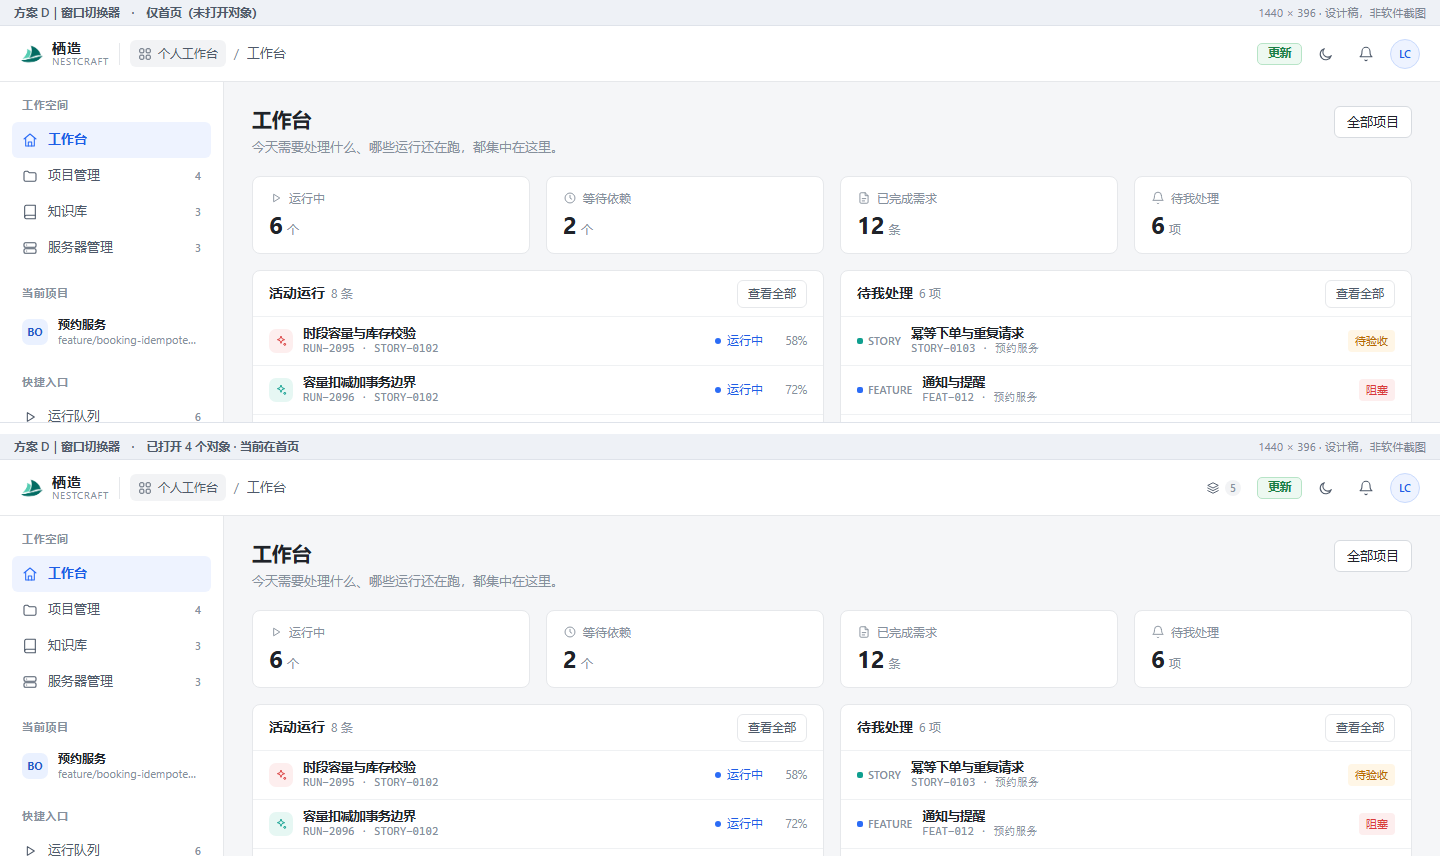 方案 D | 窗口切换器 · 仅首页 (未打开对象)
1440 × 396 · 设计稿，非软件截图
栖造
NESTCRAFT
个人工作台 / 工作台
更新
LC
工作空间
工作台
项目管理 4
知识库 3
服务器管理 3
当前项目
BO
预约服务
feature/booking-idempote...
快捷入口
运行队列 6
工作台
今天需要处理什么、哪些运行还在跑，都集中在这里。
全部项目
运行中
6 个
等待依赖
2 个
已完成需求
12 条
待我处理
6 项
活动运行 8 条
查看全部
时段容量与库存校验
RUN-2095 · STORY-0102
运行中 58%
容量扣减加事务边界
RUN-2096 · STORY-0102
运行中 72%
待我处理 6 项
查看全部
STORY
幂等下单与重复请求
STORY-0103 · 预约服务
待验收
FEATURE
通知与提醒
FEAT-012 · 预约服务
阻塞
方案 D | 窗口切换器 · 已打开 4 个对象 · 当前在首页
1440 × 396 · 设计稿，非软件截图
栖造
NESTCRAFT
个人工作台 / 工作台
5
更新
LC
工作空间
工作台
项目管理 4
知识库 3
服务器管理 3
当前项目
BO
预约服务
feature/booking-idempote...
快捷入口
运行队列 6
工作台
今天需要处理什么、哪些运行还在跑，都集中在这里。
全部项目
运行中
6 个
等待依赖
2 个
已完成需求
12 条
待我处理
6 项
活动运行 8 条
查看全部
时段容量与库存校验
RUN-2095 · STORY-0102
运行中 58%
容量扣减加事务边界
RUN-2096 · STORY-0102
运行中 72%
待我处理 6 项
查看全部
STORY
幂等下单与重复请求
STORY-0103 · 预约服务
待验收
FEATURE
通知与提醒
FEAT-012 · 预约服务
阻塞